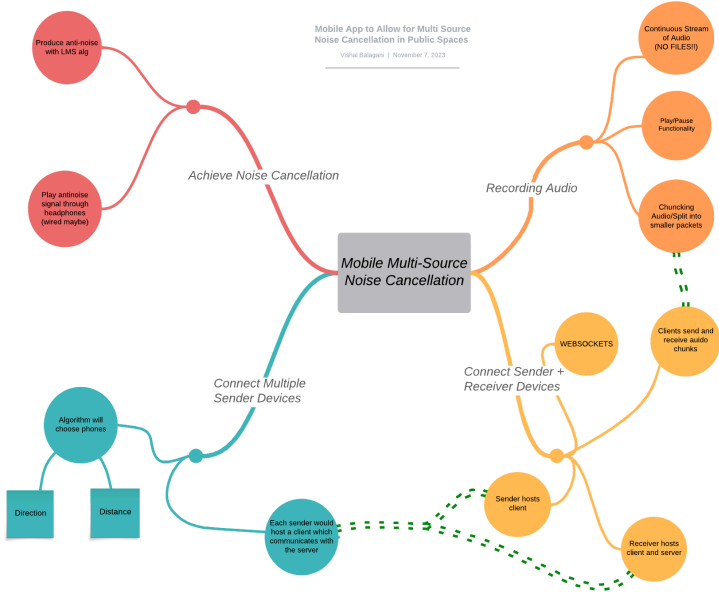 Mobile App to Allow for Multi Source
Noise Cancellation in Public Spaces
Vishal Balagani | November 7, 2023
Produce anti-noise
with LMS alg
Play antinoise
signal through
headphones
(wired maybe)
Achieve Noise Cancellation
Continuous Stream
of Audio
(NO FILES!!)
Play/Pause
Functionality
Chuncking
Audio/Split into
smaller packets
Recording Audio
Mobile Multi-Source
Noise Cancellation
WEBSOCKETS
Clients send and
receive auido
chunks
Connect Sender +
Receiver Devices
Sender hosts
client
Receiver hosts
client and server
Connect Multiple
Sender Devices
Algorithm will
choose phones
Direction
Distance
Each sender would
host a client which
communicates with
the server